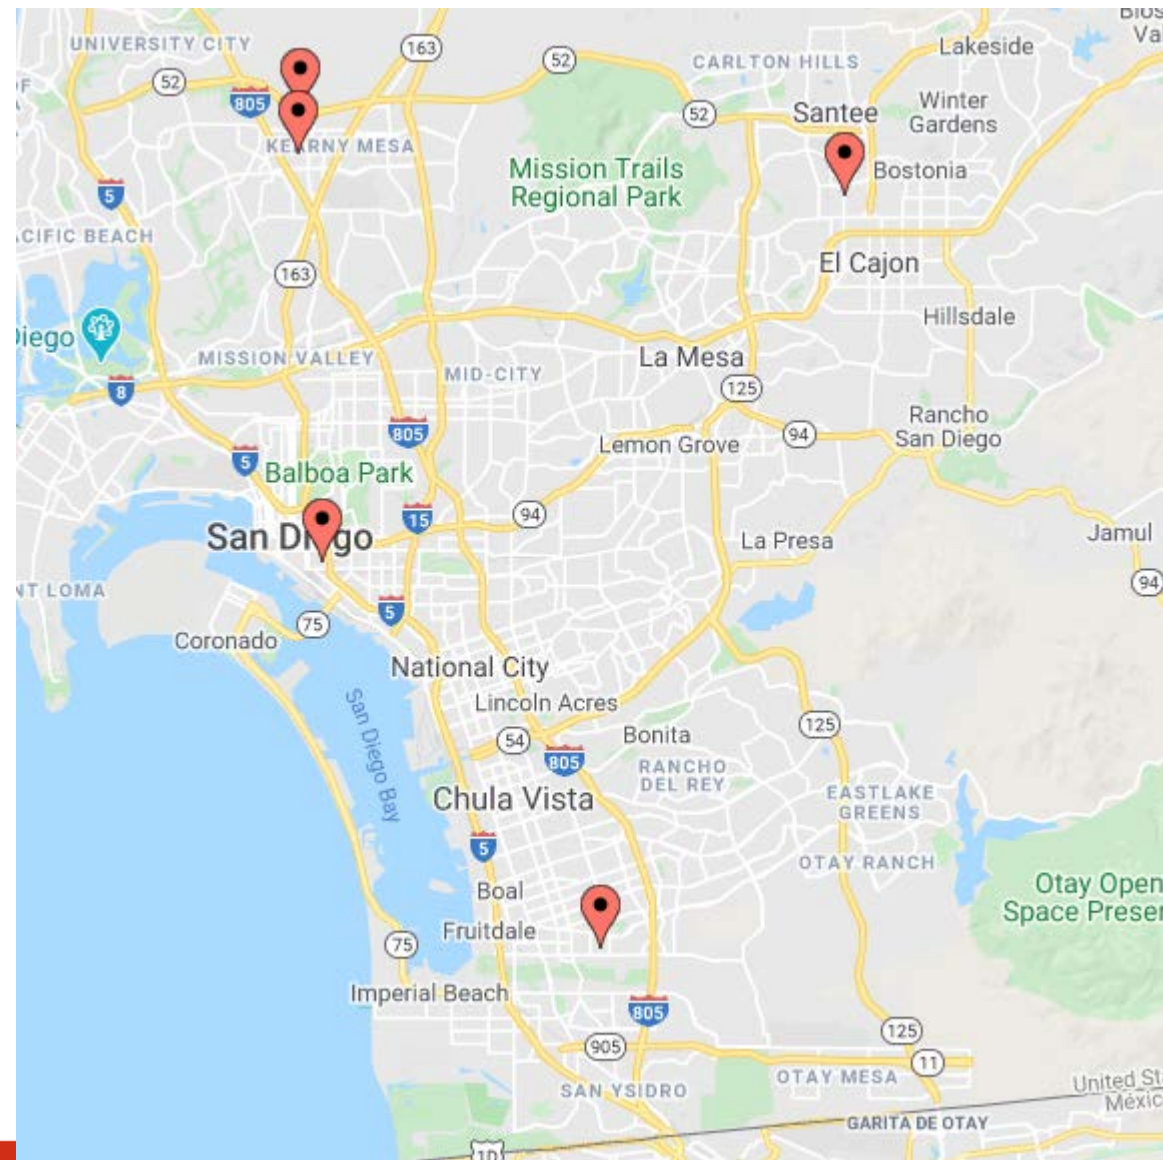 UNIVERSITY CITY
163
Lakeside
52
52
CARLTON HILLS
805
52
Santee
Winter
Gardens
KEARNY MESA
Mission Trails
Regional Park
Bostonia
5
CIFIC BEACH
163
El Cajon
Hillsdale
Diego
MISSION VALLEY
La Mesa
MID-CITY
8
125
805
Rancho
San Diego
94
Lemon Grove
5
Balboa Park
15
94
San Di go
La Presa
Jamul
94
NT LOMA
5
75
Coronado
National City
San Diego Bay
Lincoln Acres
125
54
Bonita
805
RANCHO
DEL REY
Chula Vista
EASTLAKE
GREENS
5
OTAY RANCH
Boal
Otay Open
Space Preser
Fruitdale
75
Imperial Beach
805
125
905
11
OTAY MESA
SAN YSIDRO
United St
Méxic
GARITA DE OTAY
1D